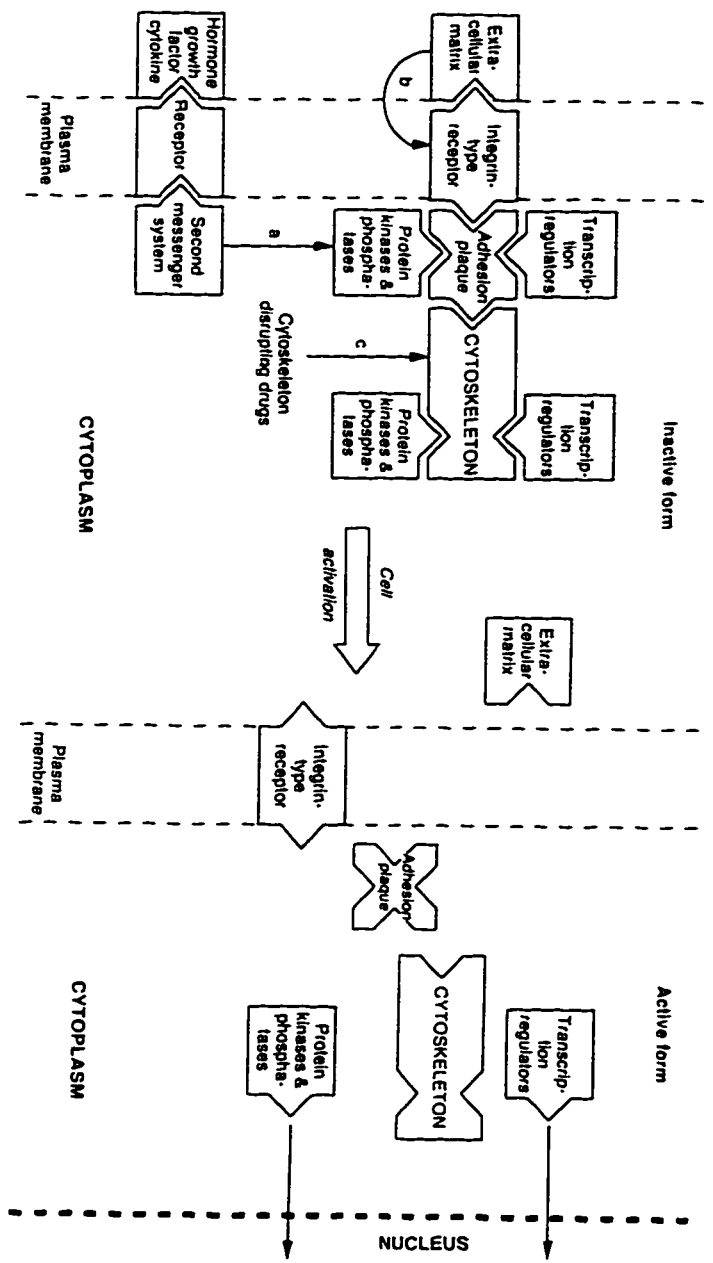 Inactive form
Transcrip-
tion
regulators
Transcrip-
tion
regulators
Extra-
cellular
matrix
b
Integrin-
type
receptor
Adhesion
plaque
CYTOSKELETON
Protein
kinases &
phospha-
tases
Protein
kinases &
phospha-
tases
a
c
Cytoskeleton
disrupting drugs
Hormone
growth
factor
cytokine
Receptor
Second
messenger
system
Plasma
membrane
CYTOPLASM
Cell
activation
Active form
Extra-
cellular
matrix
Transcrip-
tion
regulators
CYTOSKELETON
Adhesion
plaque
Integrin-
type
receptor
Protein
kinases &
phospha-
tases
Plasma
membrane
CYTOPLASM
NUCLEUS